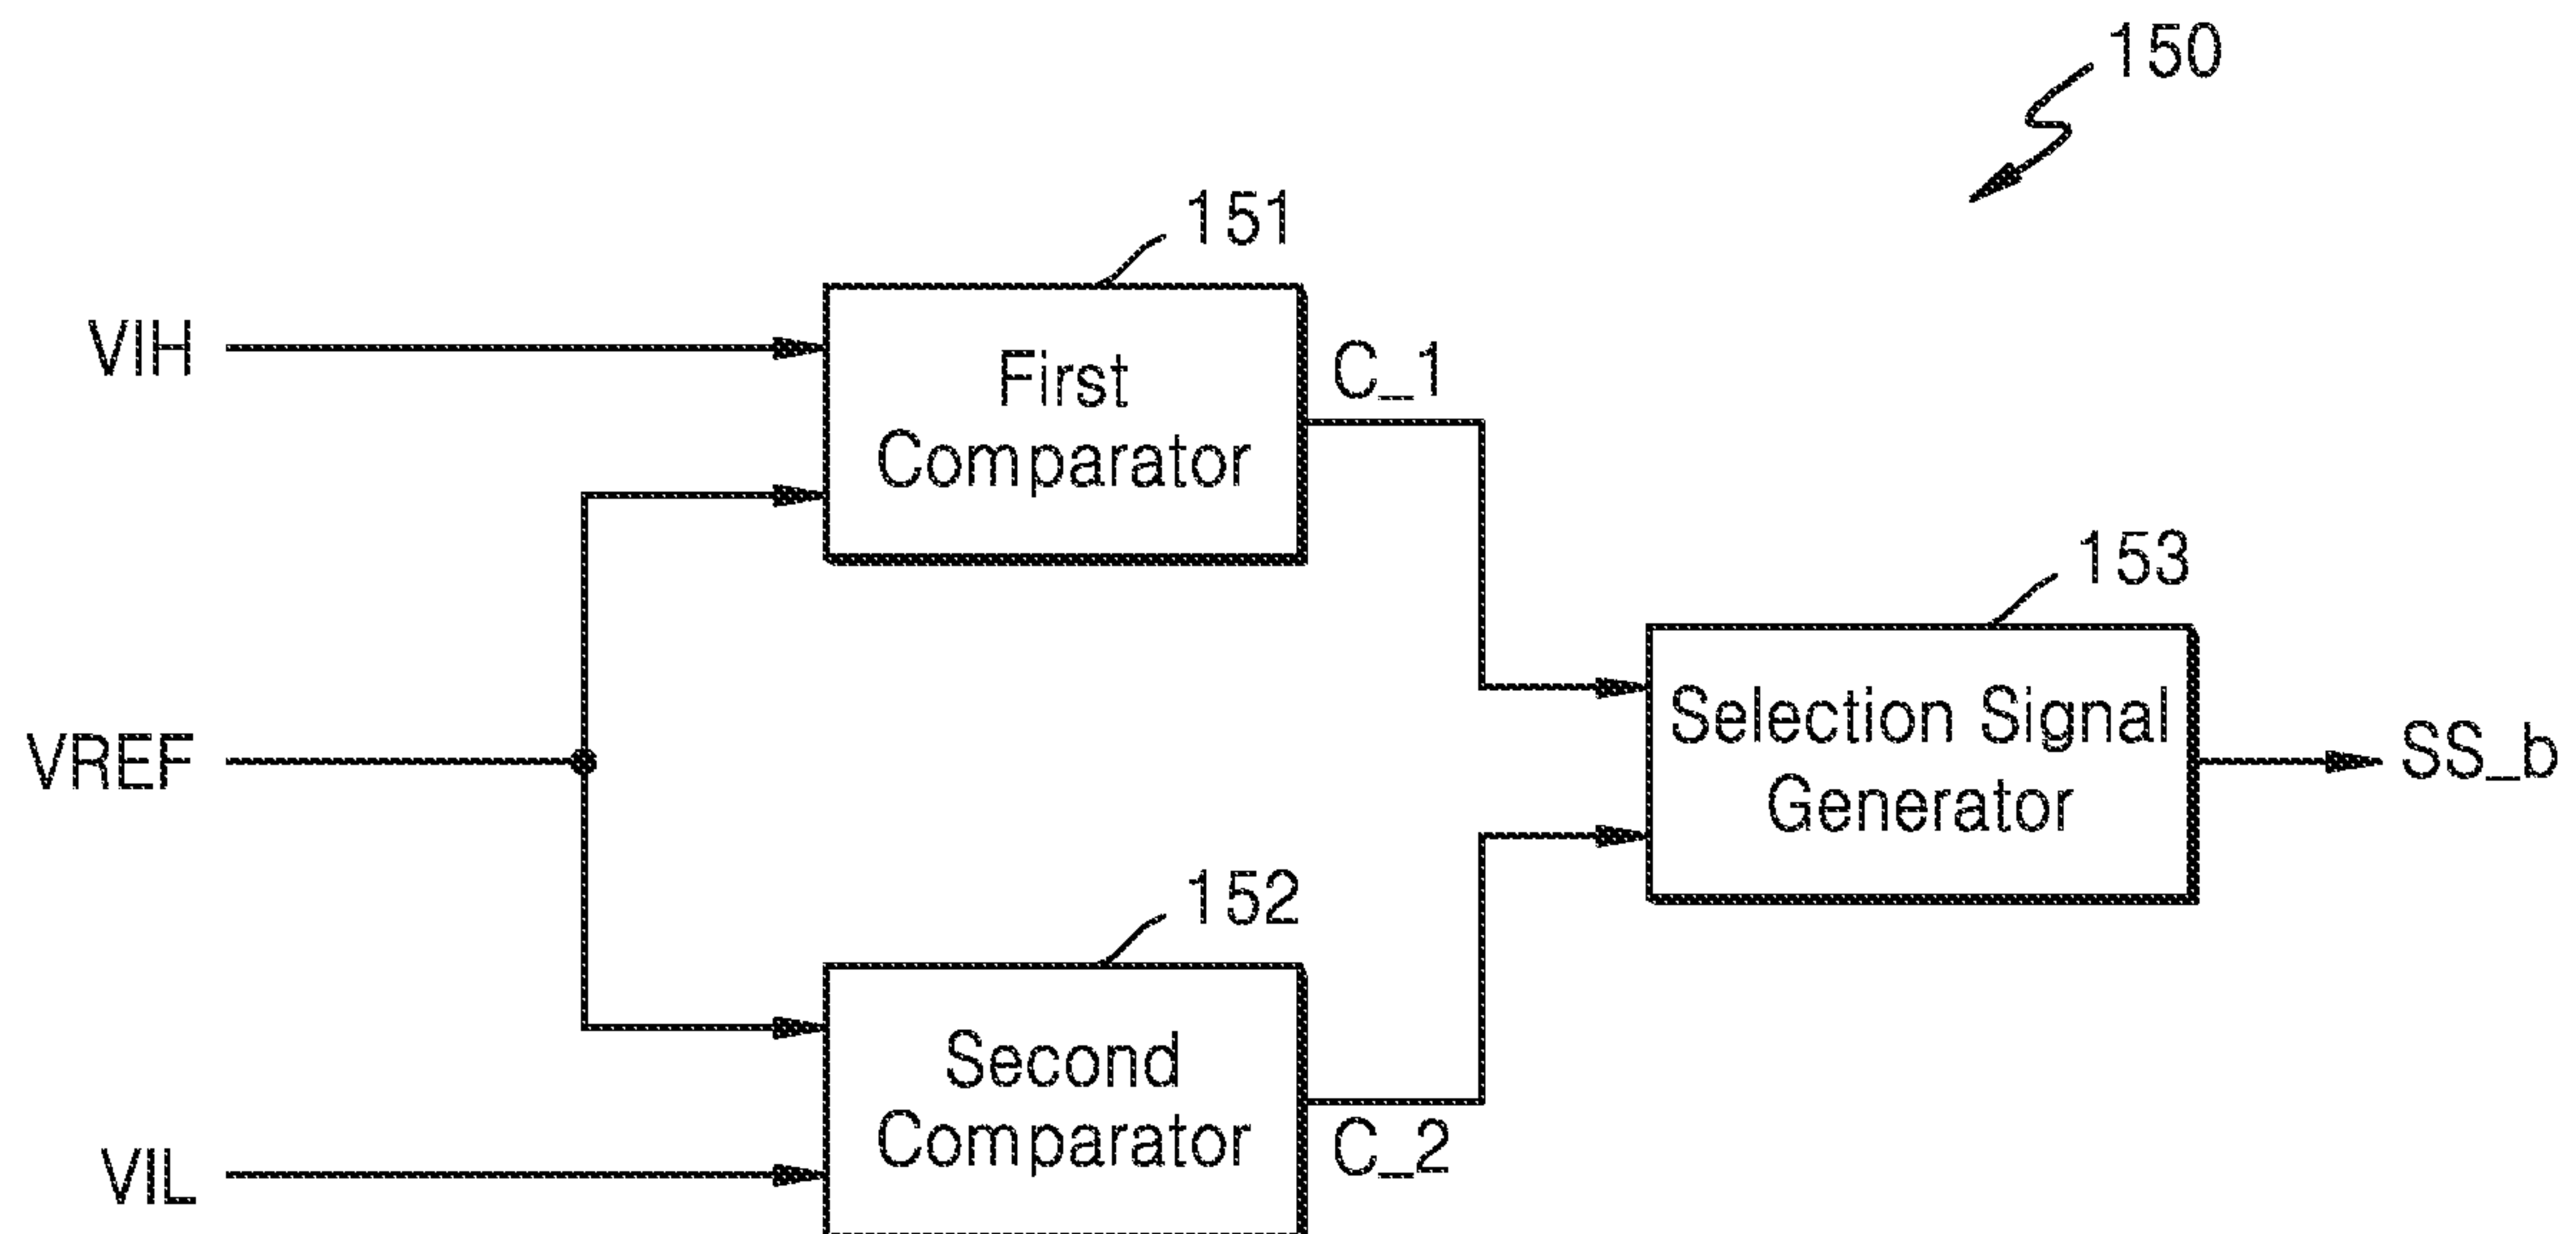 150
151
VIH
First
Comparator
C_1
153
VREF
Selection Signal
Generator
SS_b
152
Second
Comparator
C_2
VIL